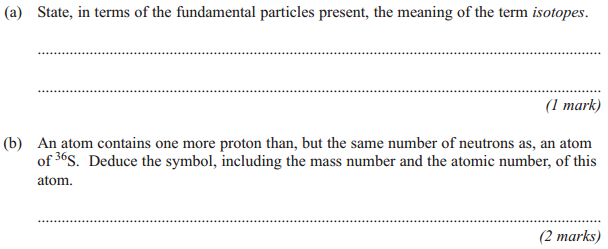 (a) State, in terms of the fundamental particles present, the meaning of the term isotopes.
..........................................................................................................................................
..........................................................................................................................................
(1 mark)
(b) An atom contains one more proton than, but the same number of neutrons as, an atom
of ³⁶S. Deduce the symbol, including the mass number and the atomic number, of this
atom.
..........................................................................................................................................
(2 marks)